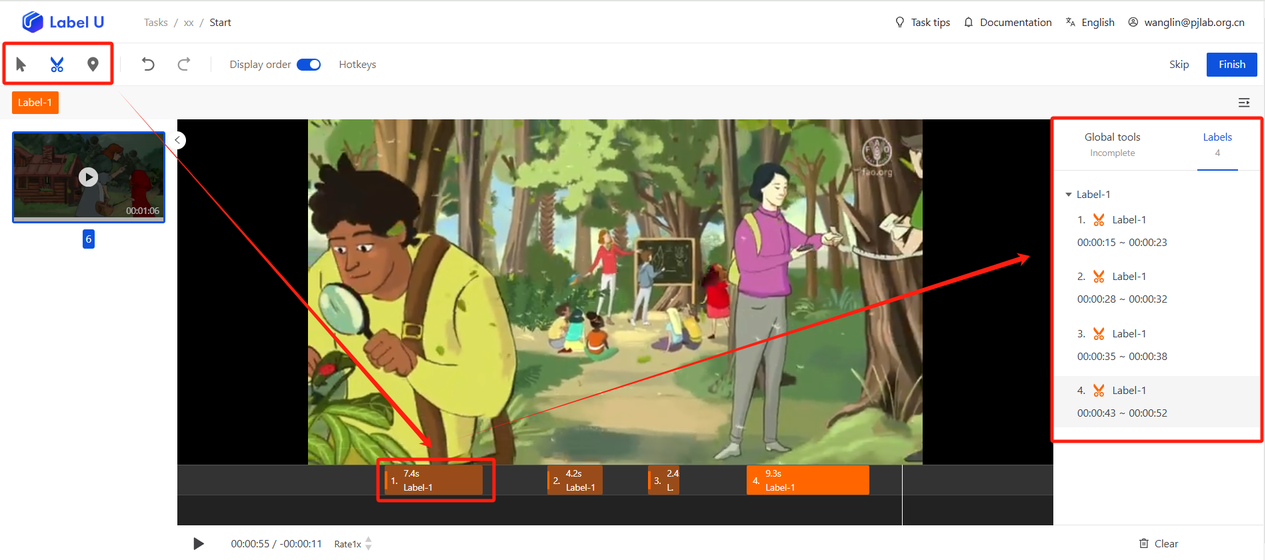 Label U
Tasks / xx / Start
Task tips
Documentation
English
wanglin@pjlab.org.cn
Display order
Hotkeys
Skip
Finish
Label-1
00:01:06
6
FAO
fao.org
Global tools
Incomplete
Labels
4
Label-1
1. Label-1
00:00:15 ~ 00:00:23
2. Label-1
00:00:28 ~ 00:00:32
3. Label-1
00:00:35 ~ 00:00:38
4. Label-1
00:00:43 ~ 00:00:52
1. 7.4s
Label-1
2. 4.2s
Label-1
3. 2.4
L.
4. 9.3s
Label-1
00:00:55 / -00:00:11
Rate1x
Clear